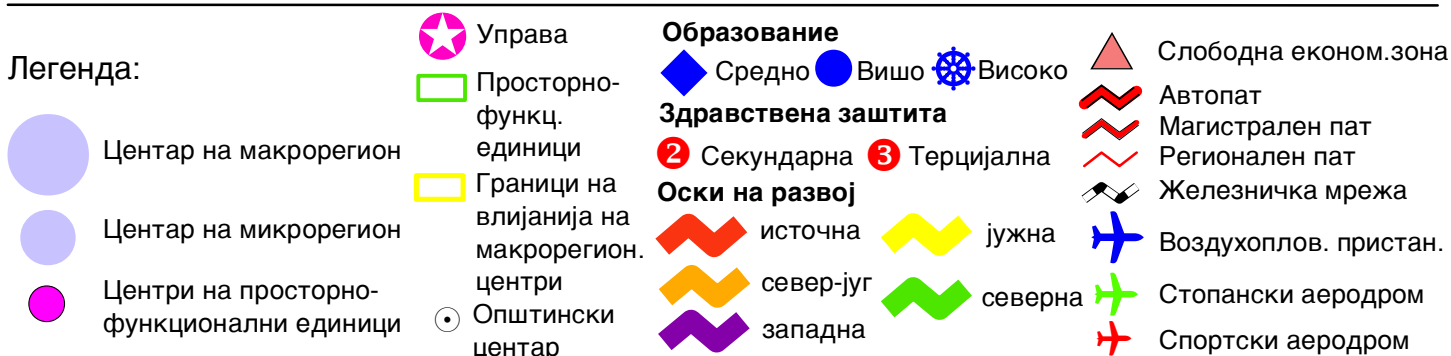 Легенда:
Центар на макрорегион
Центар на микрорегион
Центри на просторно-
функционални единици
Управа
Просторно-
функц.
единици
Граници на
влијанија на
макрорегион.
центри
Општински
центар
Образование
Средно
Вишо
Високо
Здравствена заштита
2 Секундарна
3 Терцијална
Оски на развој
источна
јужна
север-југ
северна
западна
Слободна економ.зона
Автопат
Магистрален пат
Регионален пат
Железничка мрежа
Воздухоплов. пристан.
Стопански аеродром
Спортски аеродром